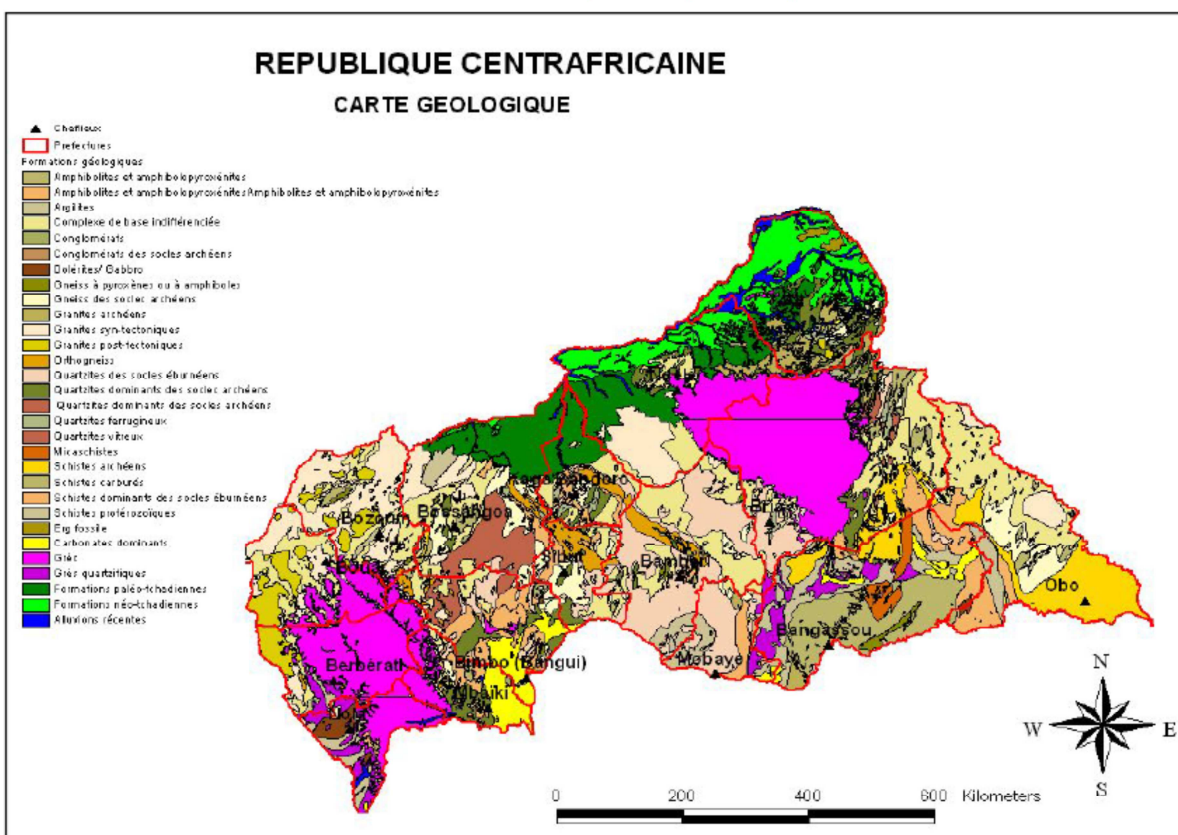 REPUBLIQUE CENTRAFRICAINE
CARTE GEOLOGIQUE
Chaflieux
Prefectures
Formations géologiques
Amphibolites et amphibolopyroxénites
Amphibolites et amphibolopyroxénites Amphibolites et amphibolopyroxénites
Argilites
Complexe de base indifférenciée
Conglomérats
Conglomérats des socles archéens
Dolérites/ Gabbro
Gneiss à pyroxènes ou à amphiboles
Gneiss des socles archéens
Granites archéens
Granites syn-tectoniques
Granites post-tectoniques
Orthogneiss
Quartzites des socles éburnéens
Quartzites dominants des socles archéens
Quartzites dominants des socles archéens
Quartzites ferrugineux
Quartzites vitreux
Micaschistes
Schistes archéens
Schistes carburés
Schistes dominants des socles éburnéens
Schistes protérozoïques
Erg fossile
Carbonates dominants
Grès
Grès quartzitiques
Formations paléo-tchadiennes
Formations néo-tchadiennes
Alluvions récentes
Birao
Bozoum
Bossangoa
Bria
Bouar
Sibut
Bambari
Obo
Bangassou
Berbérati
Bimbo (Bangui)
Mobaye
Mbaïki
Nola
N
W
E
S
0
200
400
600
Kilometers